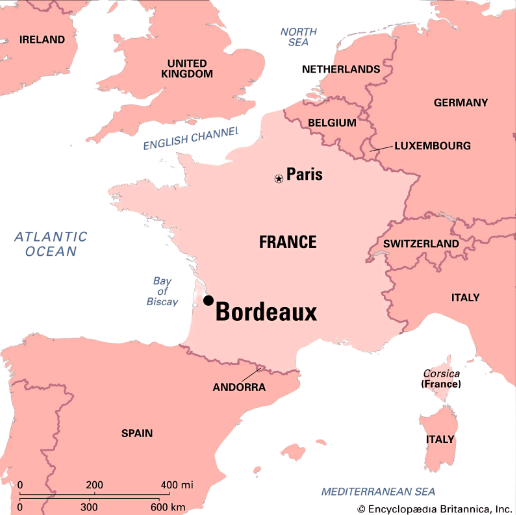 NORTH
SEA
IRELAND
UNITED
KINGDOM
NETHERLANDS
GERMANY
BELGIUM
ENGLISH CHANNEL
LUXEMBOURG
Paris
ATLANTIC
OCEAN
FRANCE
SWITZERLAND
Bay
of
Biscay
Bordeaux
ITALY
Corsica
(France)
ANDORRA
SPAIN
ITALY
0 200 400 mi
0 300 600 km
MEDITERRANEAN SEA
© Encyclopædia Britannica, Inc.